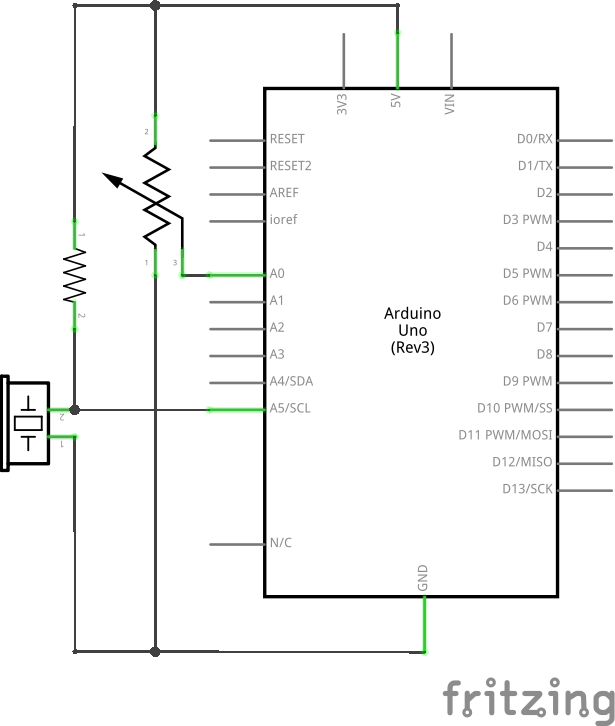 3V3
5V
VIN
RESET
RESET2
AREF
ioref
A0
A1
A2
A3
A4/SDA
A5/SCL
N/C
Arduino
Uno
(Rev3)
D0/RX
D1/TX
D2
D3 PWM
D4
D5 PWM
D6 PWM
D7
D8
D9 PWM
D10 PWM/SS
D11 PWM/MOSI
D12/MISO
D13/SCK
GND
2
1
3
1
2
2
1
fritzing